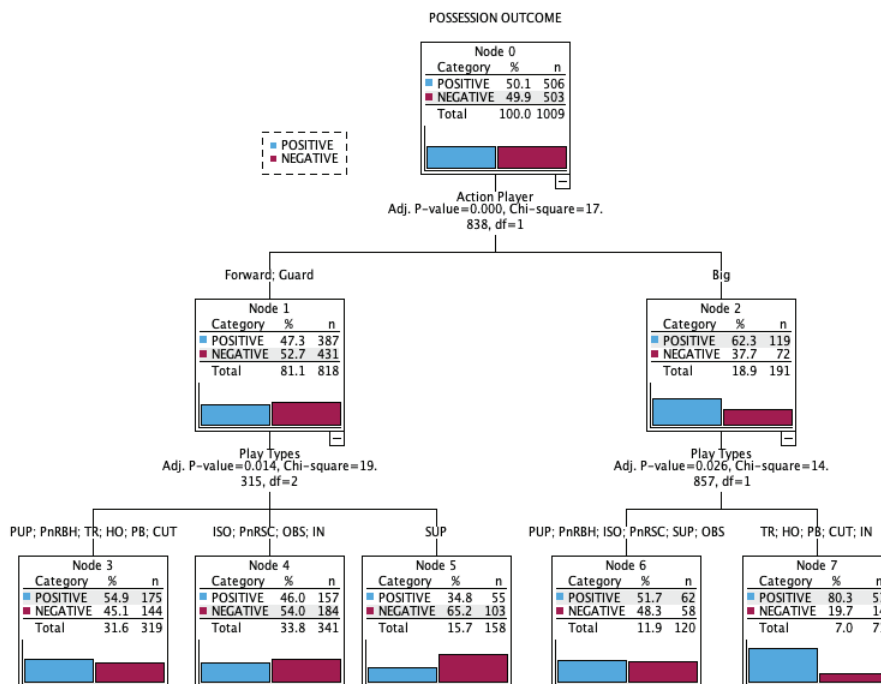 POSSESSION OUTCOME
Node 0
Category % n
POSITIVE 50.1 506
NEGATIVE 49.9 503
Total 100.0 1009
POSITIVE
NEGATIVE
Action Player
Adj. P-value=0.000, Chi-square=17.
838, df=1
Forward; Guard
Big
Node 1
Category % n
POSITIVE 47.3 387
NEGATIVE 52.7 431
Total 81.1 818
Node 2
Category % n
POSITIVE 62.3 119
NEGATIVE 37.7 72
Total 18.9 191
Play Types
Adj. P-value=0.014, Chi-square=19.
315, df=2
Play Types
Adj. P-value=0.026, Chi-square=14.
857, df=1
PUP; PnRBH; TR; HO; PB; CUT
ISO; PnRSC; OBS; IN
SUP
PUP; PnRBH; ISO; PnRSC; SUP; OBS
TR; HO; PB; CUT; IN
Node 3
Category % n
POSITIVE 54.9 175
NEGATIVE 45.1 144
Total 31.6 319
Node 4
Category % n
POSITIVE 46.0 157
NEGATIVE 54.0 184
Total 33.8 341
Node 5
Category % n
POSITIVE 34.8 55
NEGATIVE 65.2 103
Total 15.7 158
Node 6
Category % n
POSITIVE 51.7 62
NEGATIVE 48.3 58
Total 11.9 120
Node 7
Category % n
POSITIVE 80.3
NEGATIVE 19.7
Total 7.0